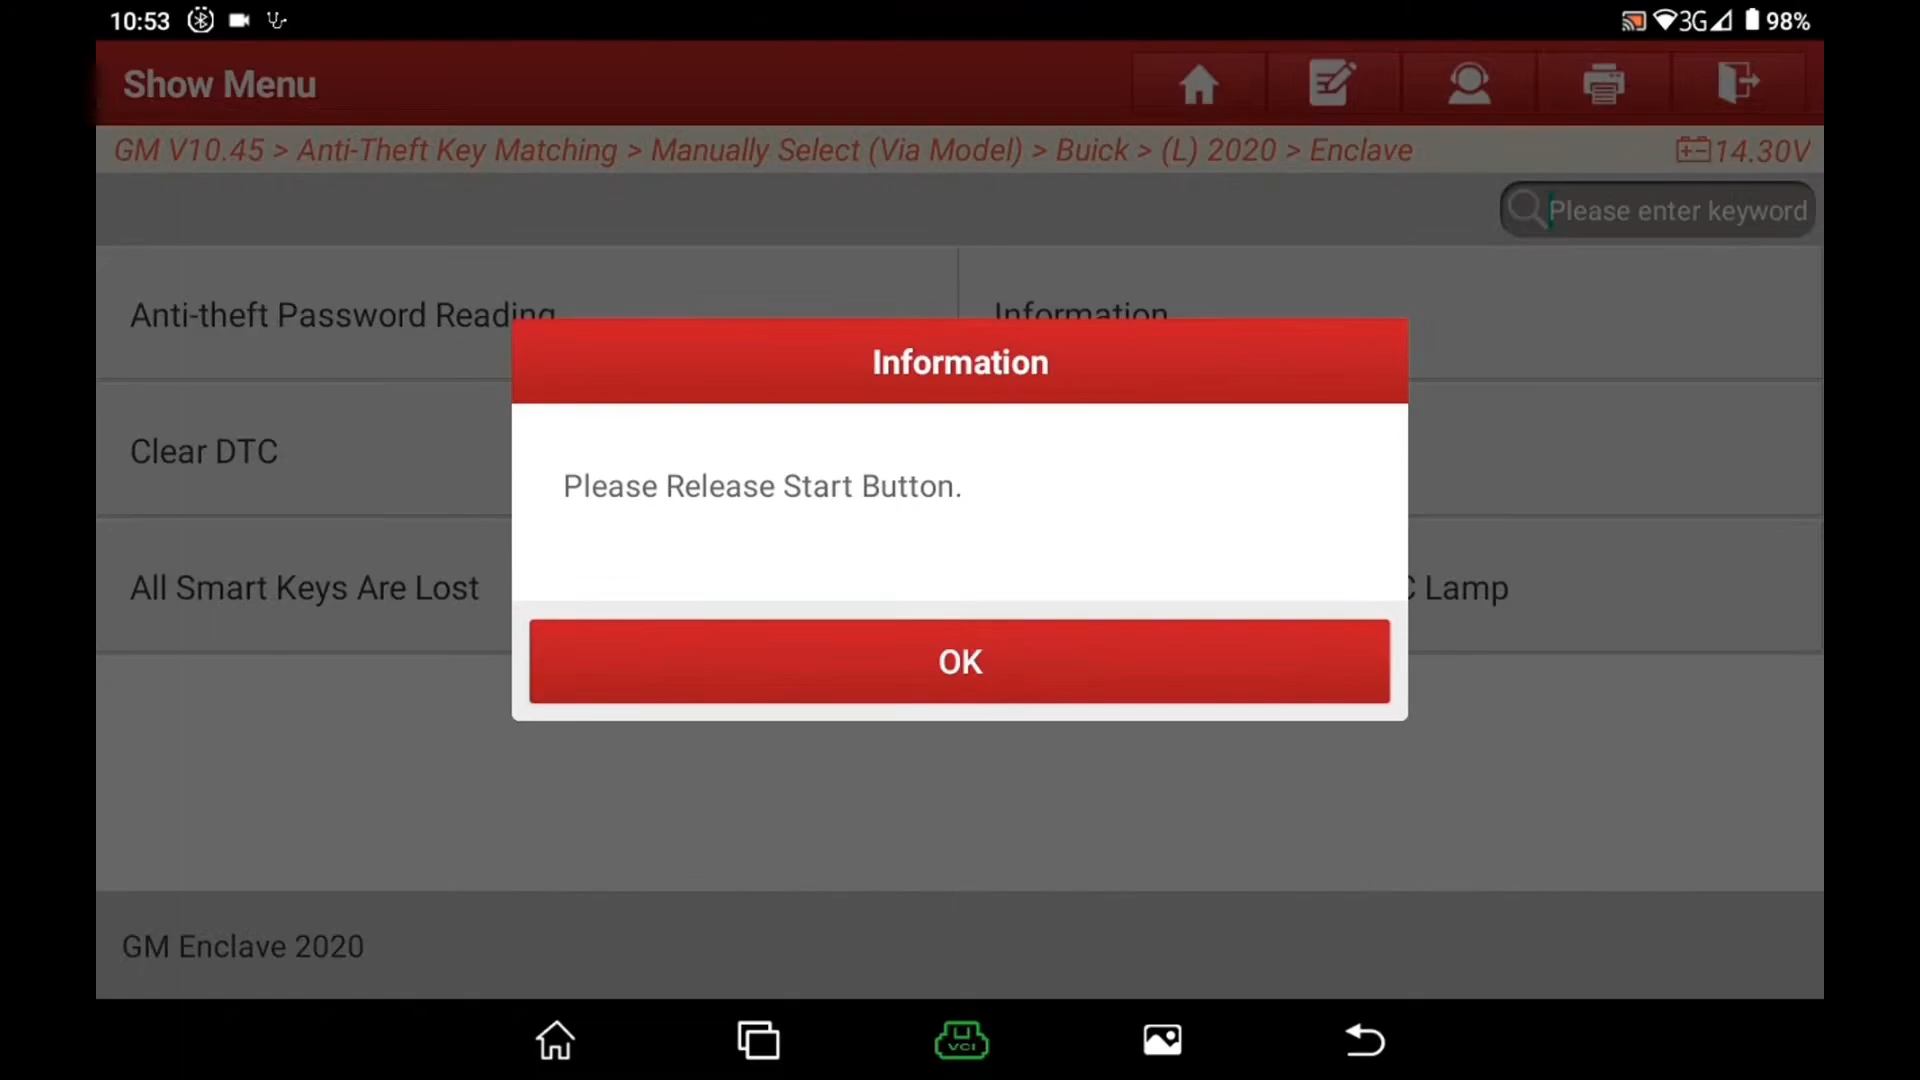 10:53
3G 98%
Show Menu
GM V10.45 > Anti-Theft Key Matching > Manually Select (Via Model) > Buick > (L) 2020 > Enclave
14.30V
Please enter keyword
Anti-theft Password Reading
Information
Information
Please Release Start Button.
OK
Clear DTC
All Smart Keys Are Lost
Lamp
GM Enclave 2020
VCI